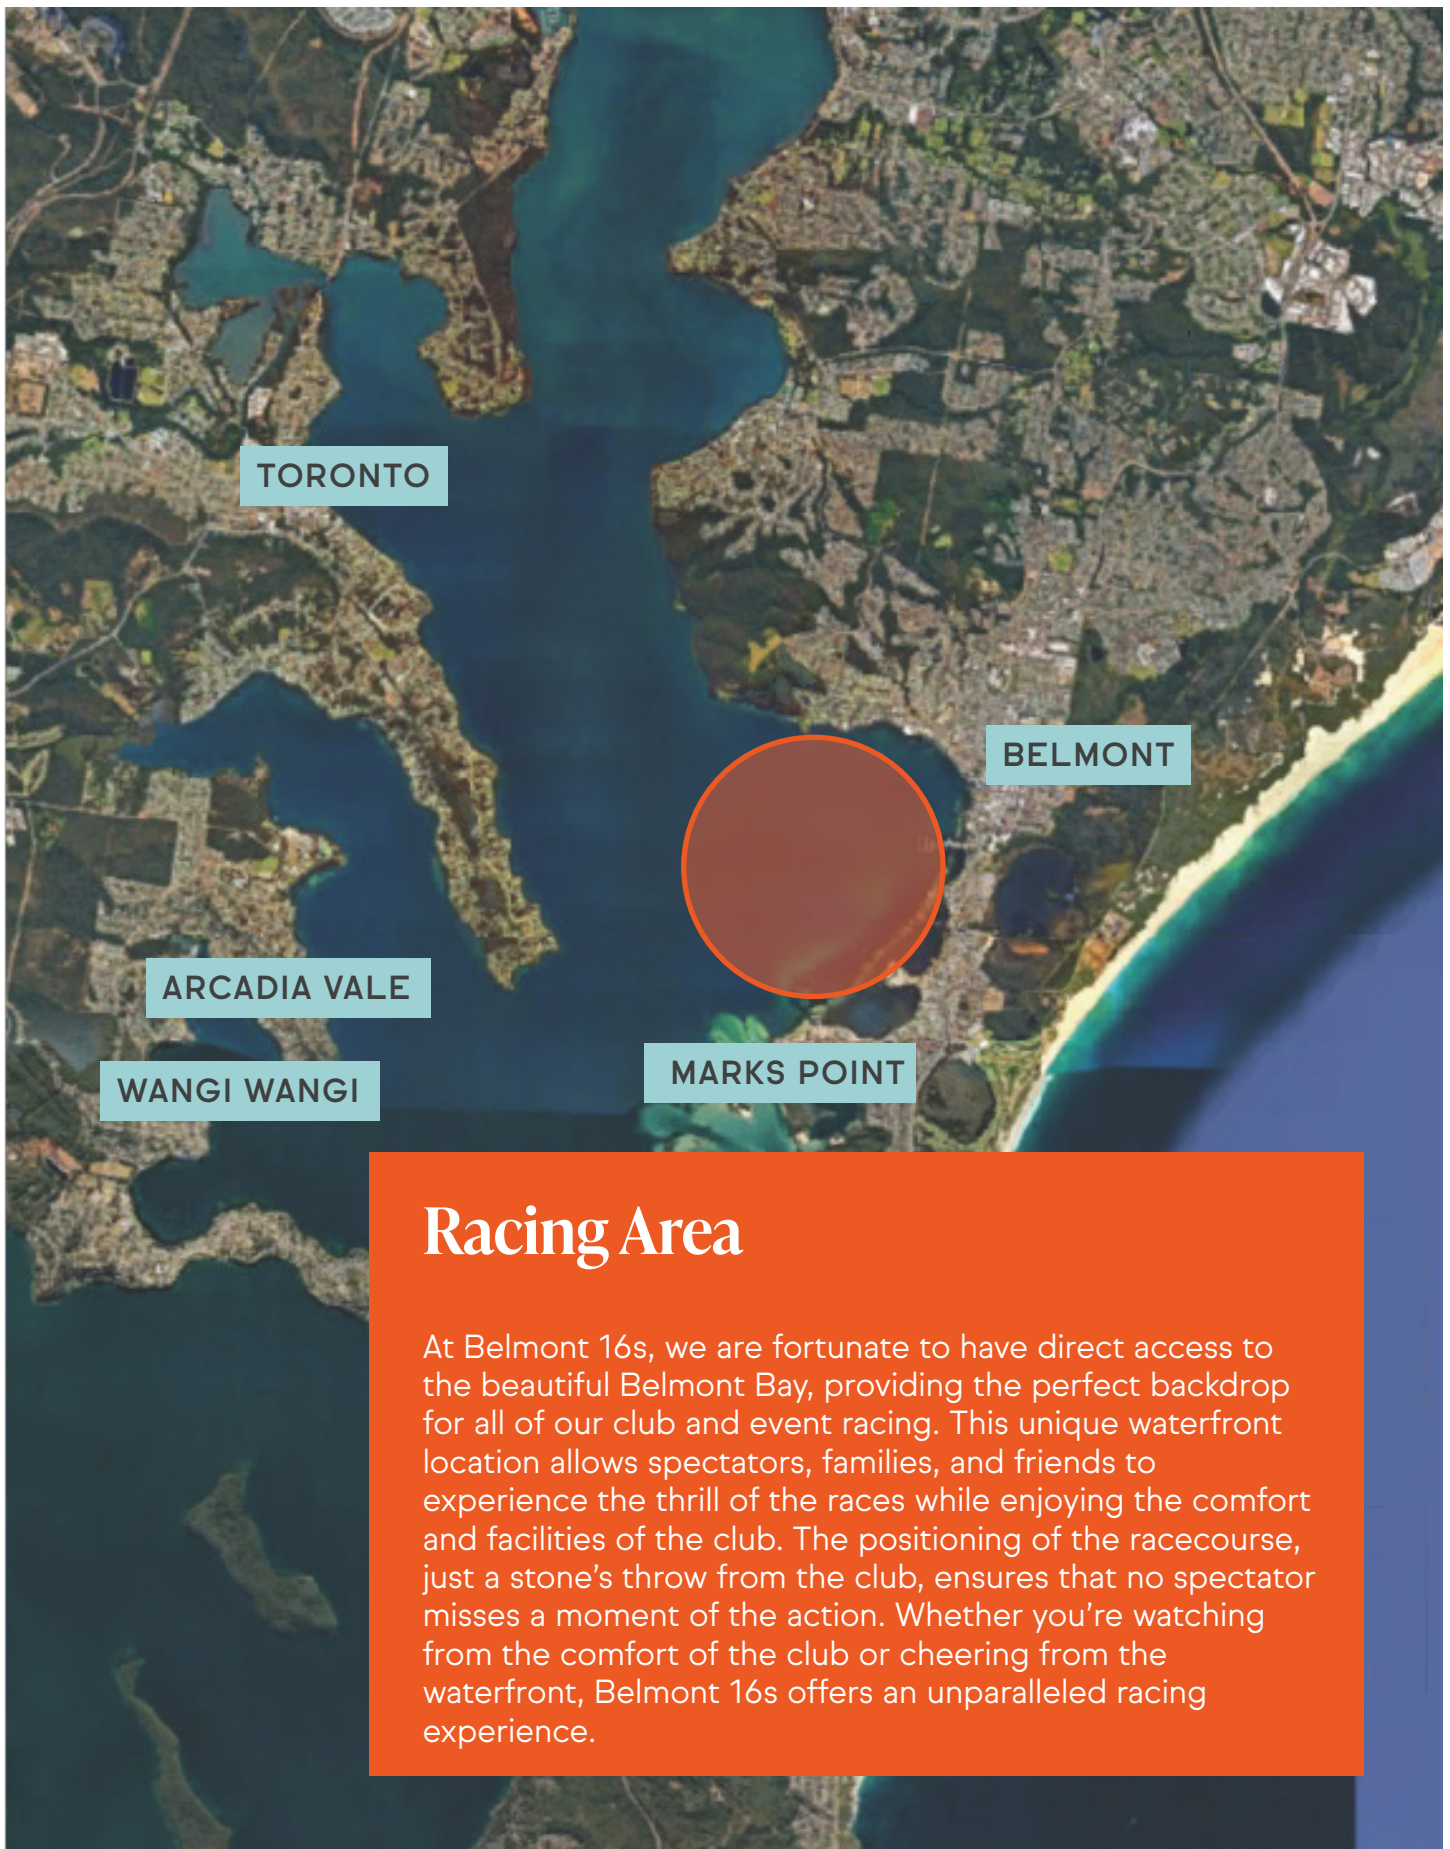 TORONTO
BELMONT
ARCADIA VALE
MARKS POINT
WANGI WANGI
Racing Area
At Belmont 16s, we are fortunate to have direct access to
the beautiful Belmont Bay, providing the perfect backdrop
for all of our club and event racing. This unique waterfront
location allows spectators, families, and friends to
experience the thrill of the races while enjoying the comfort
and facilities of the club. The positioning of the racecourse,
just a stone’s throw from the club, ensures that no spectator
misses a moment of the action. Whether you’re watching
from the comfort of the club or cheering from the
waterfront, Belmont 16s offers an unparalleled racing
experience.